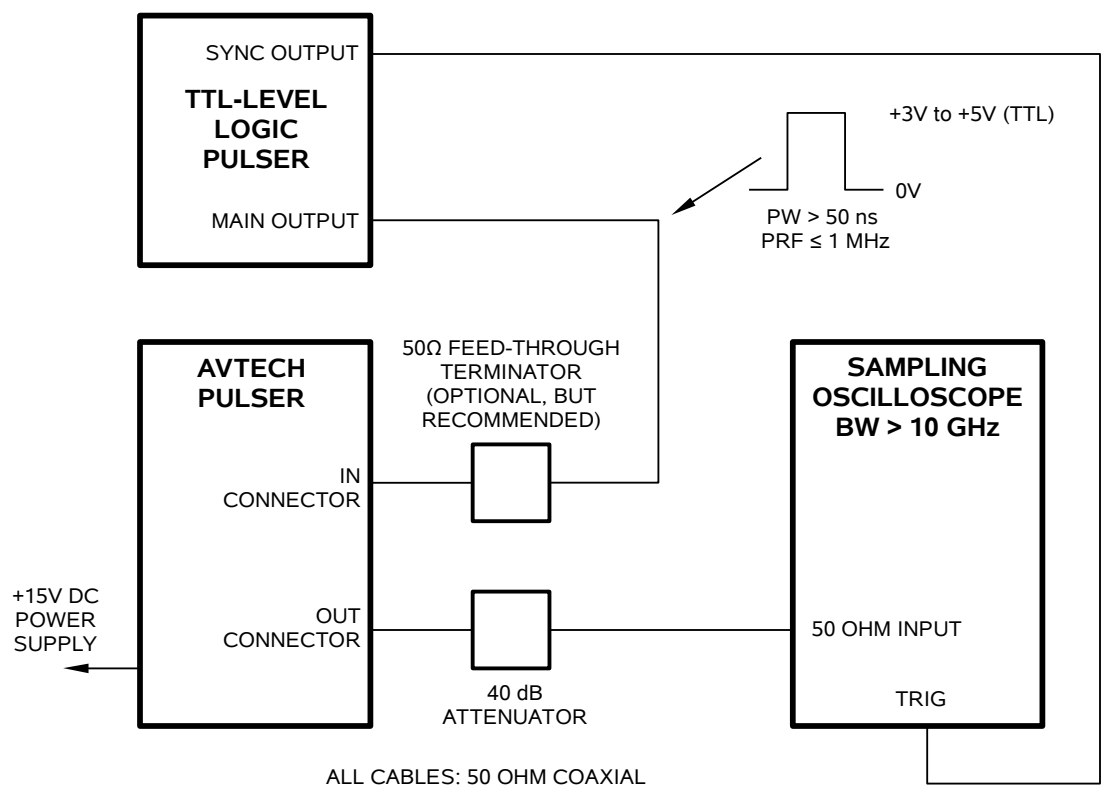 SYNC OUTPUT
TTL-LEVEL
LOGIC
PULSER
MAIN OUTPUT
+3V to +5V (TTL)
0V
PW > 50 ns
PRF ≤ 1 MHz
AVTECH
PULSER
50Ω FEED-THROUGH
TERMINATOR
(OPTIONAL, BUT
RECOMMENDED)
SAMPLING
OSCILLOSCOPE
BW > 10 GHz
IN
CONNECTOR
+15V DC
POWER
SUPPLY
OUT
CONNECTOR
50 OHM INPUT
40 dB
ATTENUATOR
TRIG
ALL CABLES: 50 OHM COAXIAL